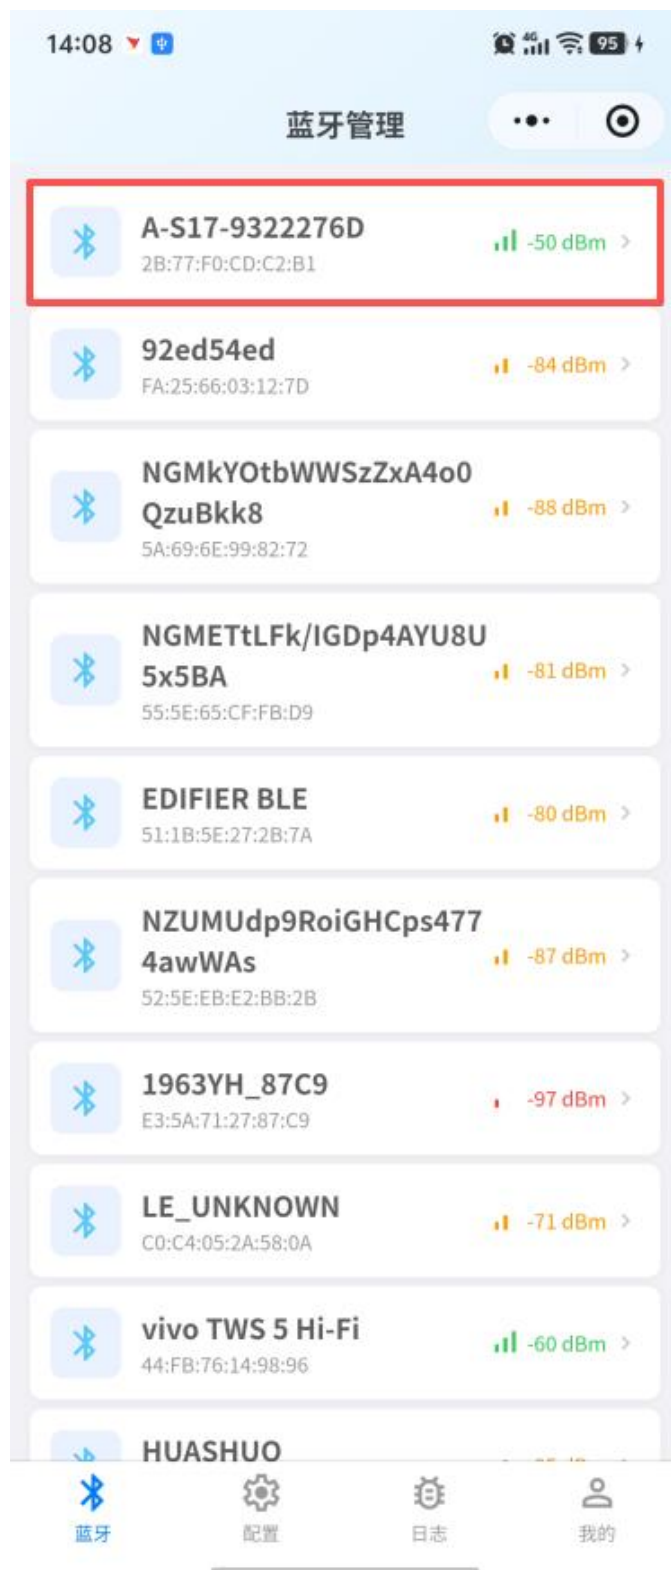 14:08
4G
95
蓝牙管理
A-S17-9322276D
-50 dBm
2B:77:F0:CD:C2:B1
92ed54ed
-84 dBm
FA:25:66:03:12:7D
NGMkYOtbWWSzZxA4o0
QzuBkk8
-88 dBm
5A:69:6E:99:82:72
NGMETtLFk/IGDp4AYU8U
5x5BA
-81 dBm
55:5E:65:CF:FB:D9
EDIFIER BLE
-80 dBm
51:1B:5E:27:2B:7A
NZUMUdp9RoiGHCps477
4awWAs
-87 dBm
52:5E:EB:E2:BB:2B
1963YH_87C9
-97 dBm
E3:5A:71:27:87:C9
LE_UNKNOWN
-71 dBm
C0:C4:05:2A:58:0A
vivo TWS 5 Hi-Fi
-60 dBm
44:FB:76:14:98:96
HUASHUO
蓝牙
配置
日志
我的